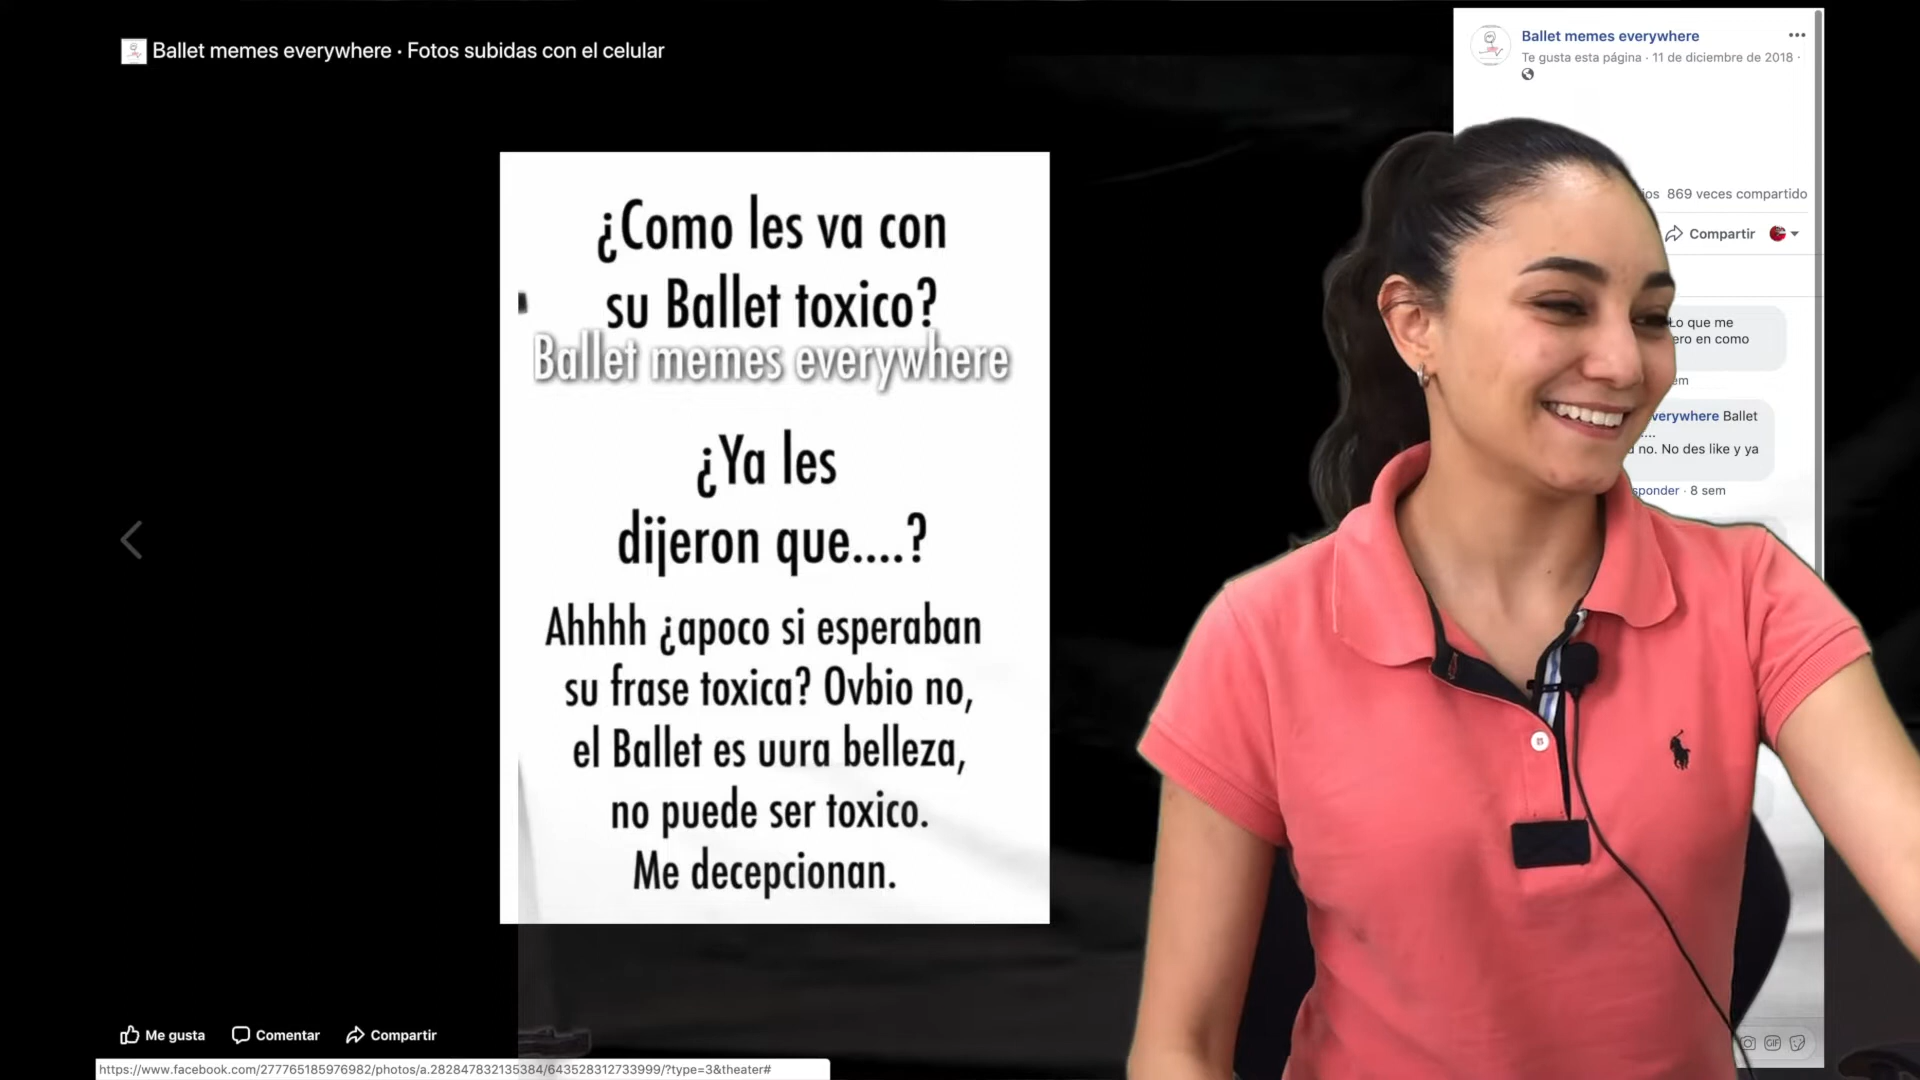 Ballet memes everywhere · Fotos subidas con el celular
¿Como les va con
su Ballet toxico?
Ballet memes everywhere
¿Ya les
dijeron que....?
Ahhhh ¿apoco si esperaban
su frase toxica? Ovbio no,
el Ballet es uura belleza,
no puede ser toxico.
Me decepcionan.
Me gusta
Comentar
Compartir
https://www.facebook.com/277765185976982/photos/a.282847832135384/643528312733999/?type=3&theater#
Ballet memes everywhere
Te gusta esta página · 11 de diciembre de 2018 ·
869 veces compartido
Compartir
Lo que me
en como
Ballet
....
no. No des like y ya
8 sem
GIF